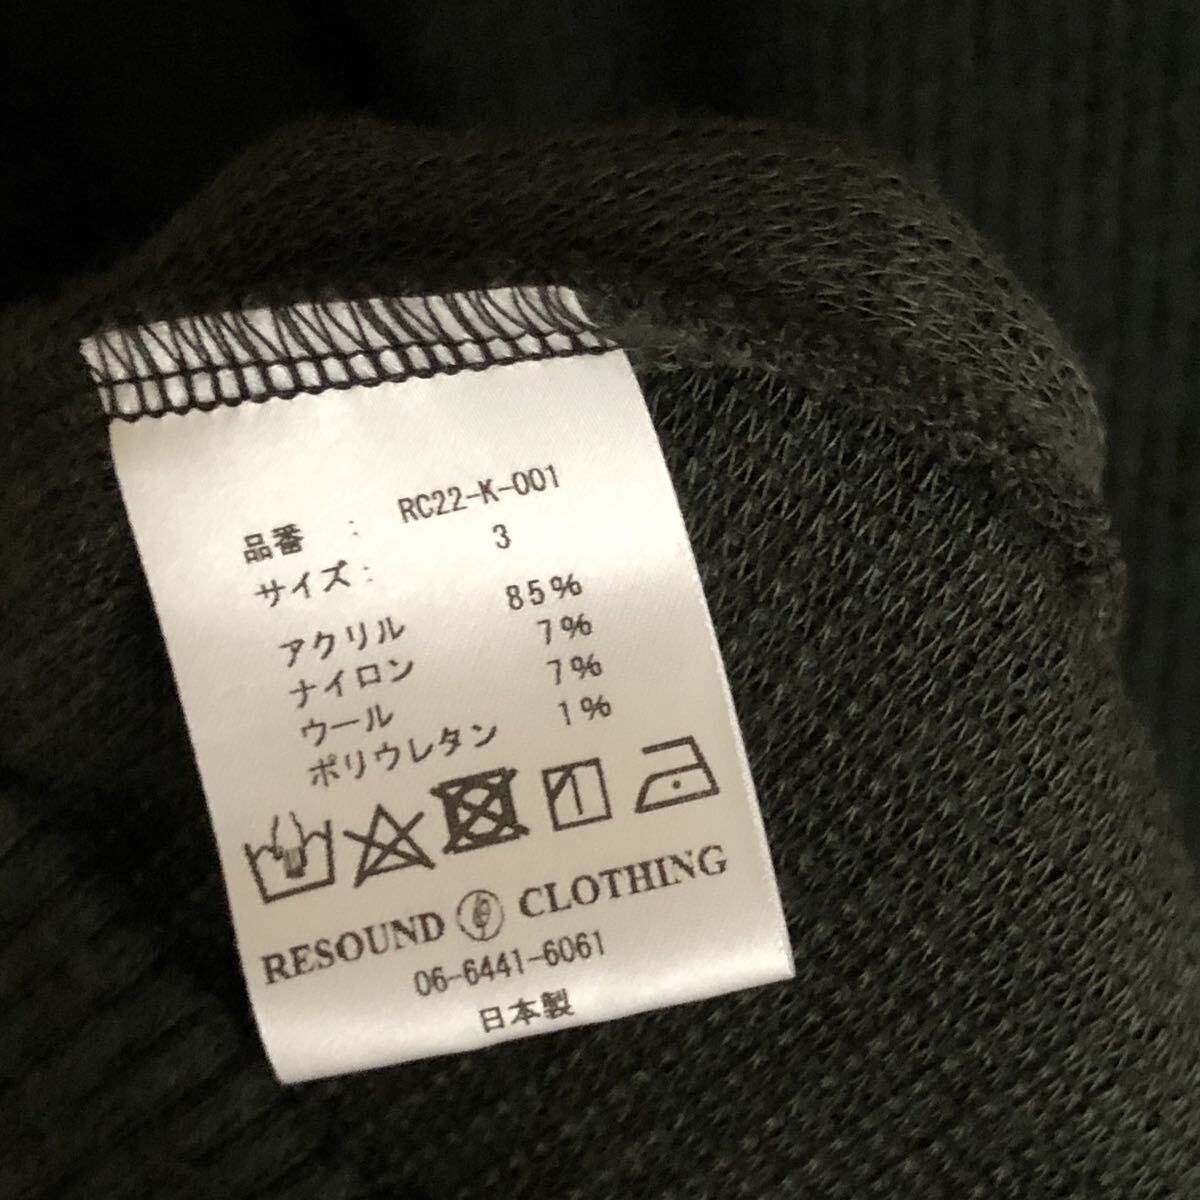 品番 : RC22-K-001
サイズ: 3
アクリル 85%
ナイロン 7%
ウール 7%
ポリウレタン 1%
RESOUND CLOTHING
06-6441-6061
日本製